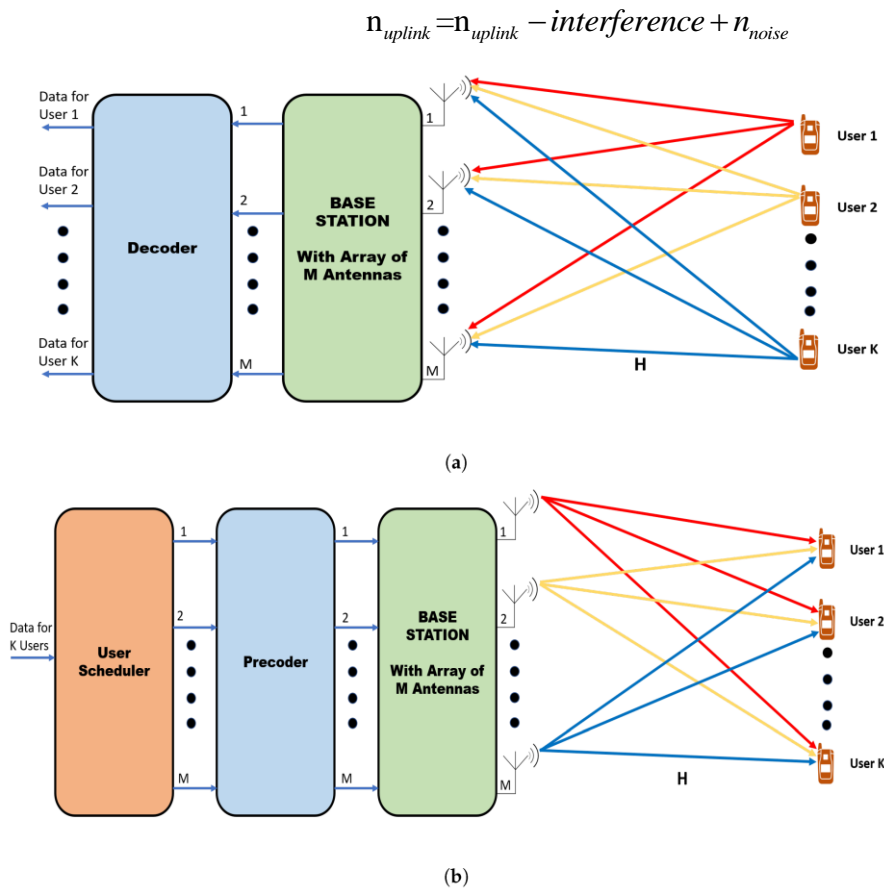 n_uplink=n_uplink − interference + n_noise
Data for
User 1
1
1
User 1
Data for
User 2
2
2
User 2
Decoder
BASE
STATION
With Array of
M Antennas
Data for
User K
M
M
H
User K
(a)
1
1
1
User 1
Data for
K Users
2
2
2
User 2
User
Scheduler
Precoder
BASE
STATION
With Array of
M Antennas
M
M
M
H
User K
(b)